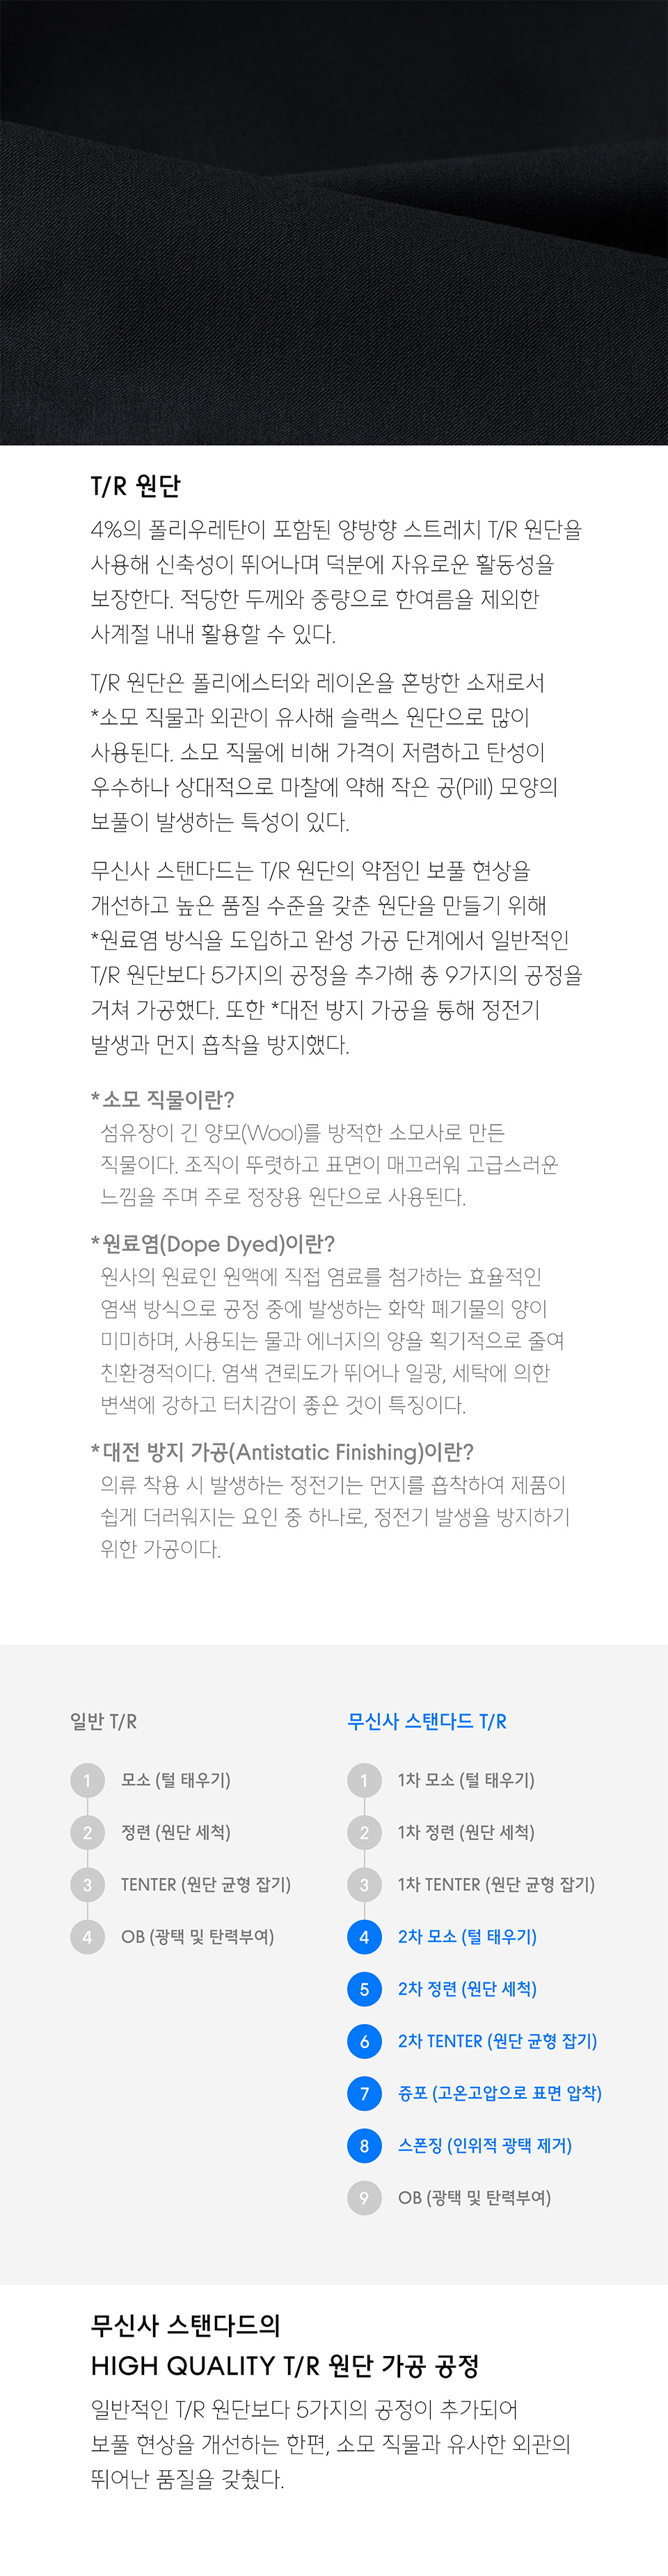 T/R 원단
4%의 폴리우레탄이 포함된 양방향 스트레치 T/R 원단을
사용해 신축성이 뛰어나며 덕분에 자유로운 활동성을
보장한다. 적당한 두께와 중량으로 한여름을 제외한
사계절 내내 활용할 수 있다.
T/R 원단은 폴리에스터와 레이온을 혼방한 소재로서
*소모 직물과 외관이 유사해 슬랙스 원단으로 많이
사용된다. 소모 직물에 비해 가격이 저렴하고 탄성이
우수하나 상대적으로 마찰에 약해 작은 공(Pill) 모양의
보풀이 발생하는 특성이 있다.
무신사 스탠다드는 T/R 원단의 약점인 보풀 현상을
개선하고 높은 품질 수준을 갖춘 원단을 만들기 위해
*원료염 방식을 도입하고 완성 가공 단계에서 일반적인
T/R 원단보다 5가지의 공정을 추가해 총 9가지의 공정을
거쳐 가공했다. 또한 *대전 방지 가공을 통해 정전기
발생과 먼지 흡착을 방지했다.
*소모 직물이란?
섬유장이 긴 양모(Wool)를 방적한 소모사로 만든
직물이다. 조직이 뚜렷하고 표면이 매끄러워 고급스러운
느낌을 주며 주로 정장용 원단으로 사용된다.
*원료염(Dope Dyed)이란?
원사의 원료인 원액에 직접 염료를 첨가하는 효율적인
염색 방식으로 공정 중에 발생하는 화학 폐기물의 양이
미미하며, 사용되는 물과 에너지의 양을 획기적으로 줄여
친환경적이다. 염색 견뢰도가 뛰어나 일광, 세탁에 의한
변색에 강하고 터치감이 좋은 것이 특징이다.
*대전 방지 가공(Antistatic Finishing)이란?
의류 착용 시 발생하는 정전기는 먼지를 흡착하여 제품이
쉽게 더러워지는 요인 중 하나로, 정전기 발생을 방지하기
위한 가공이다.
일반 T/R
1 모소 (털 태우기)
2 정련 (원단 세척)
3 TENTER (원단 균형 잡기)
4 OB (광택 및 탄력부여)
무신사 스탠다드 T/R
1 1차 모소 (털 태우기)
2 1차 정련 (원단 세척)
3 1차 TENTER (원단 균형 잡기)
4 2차 모소 (털 태우기)
5 2차 정련 (원단 세척)
6 2차 TENTER (원단 균형 잡기)
7 증포 (고온고압으로 표면 압착)
8 스폰징 (인위적 광택 제거)
9 OB (광택 및 탄력부여)
무신사 스탠다드의
HIGH QUALITY T/R 원단 가공 공정
일반적인 T/R 원단보다 5가지의 공정이 추가되어
보풀 현상을 개선하는 한편, 소모 직물과 유사한 외관의
뛰어난 품질을 갖췄다.